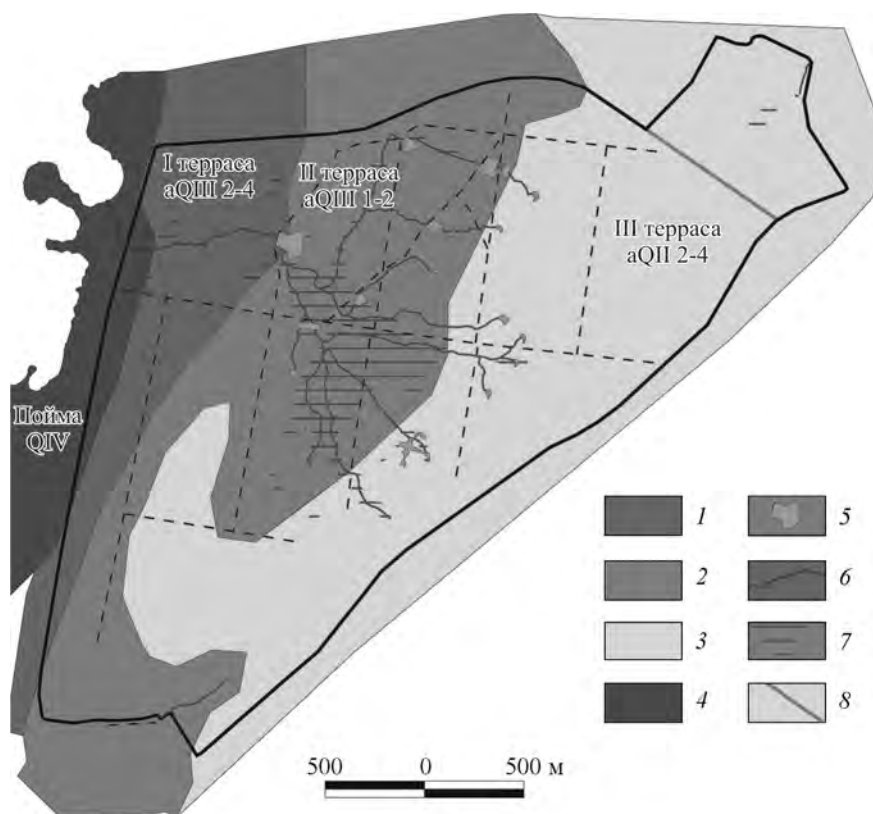 I терраса
aQIII 2-4
II терраса
aQIII 1-2
III терраса
aQII 2-4
Пойма
QIV
1
5
2
6
3
7
4
8
500 0 500 м